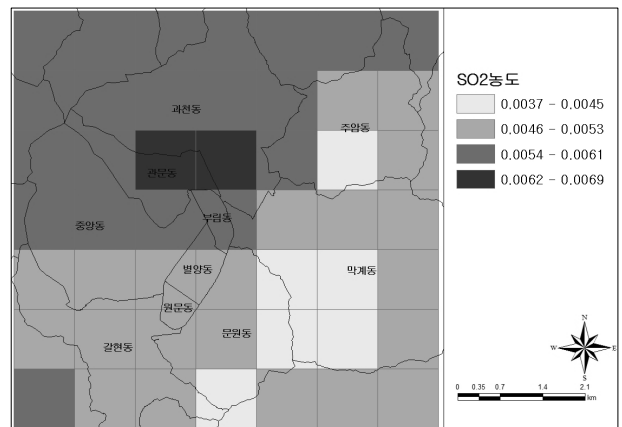 SO2농도
0.0037 - 0.0045
0.0046 - 0.0053
0.0054 - 0.0061
0.0062 - 0.0069
과천동
주암동
관문동
부림동
중앙동
별양동
막계동
원문동
문원동
갈현동
N
W
E
S
0 0.35 0.7 1.4 2.1
km